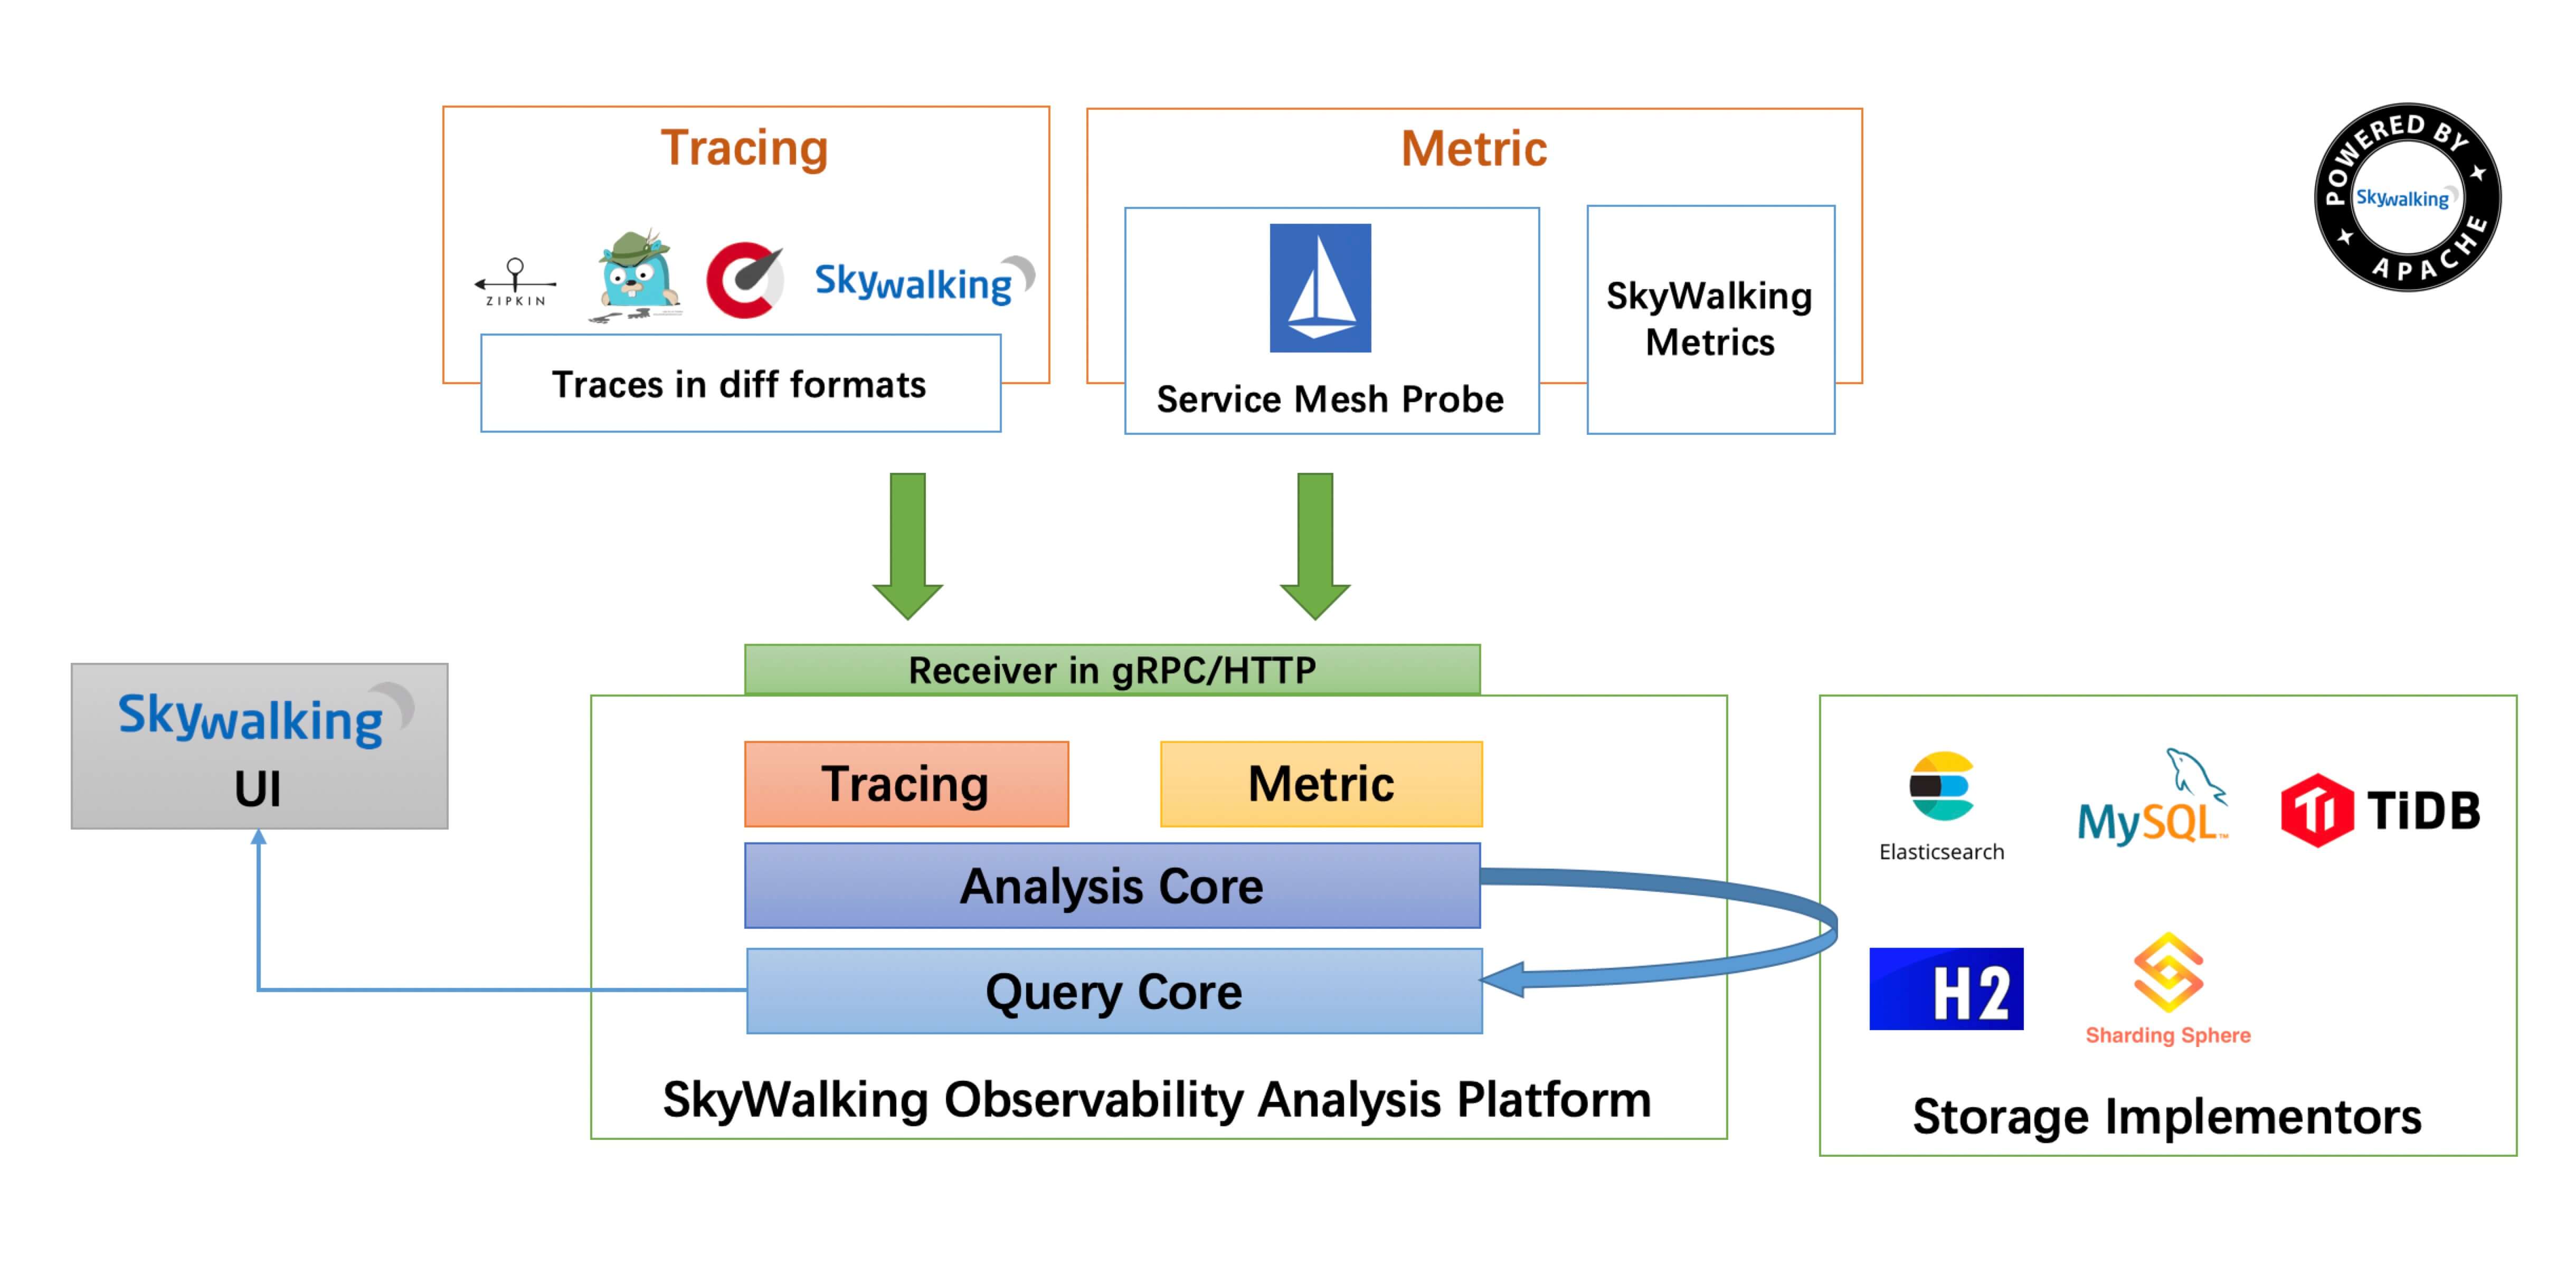 Tracing
ZIPKIN
Skywalking
Traces in diff formats
Metric
Service Mesh Probe
SkyWalking
Metrics
POWERED BY
Skywalking
APACHE
Receiver in gRPC/HTTP
Skywalking
UI
Tracing
Metric
Analysis Core
Query Core
SkyWalking Observability Analysis Platform
Elasticsearch
MySQL™
TiDB
H2
Sharding Sphere
Storage Implementors